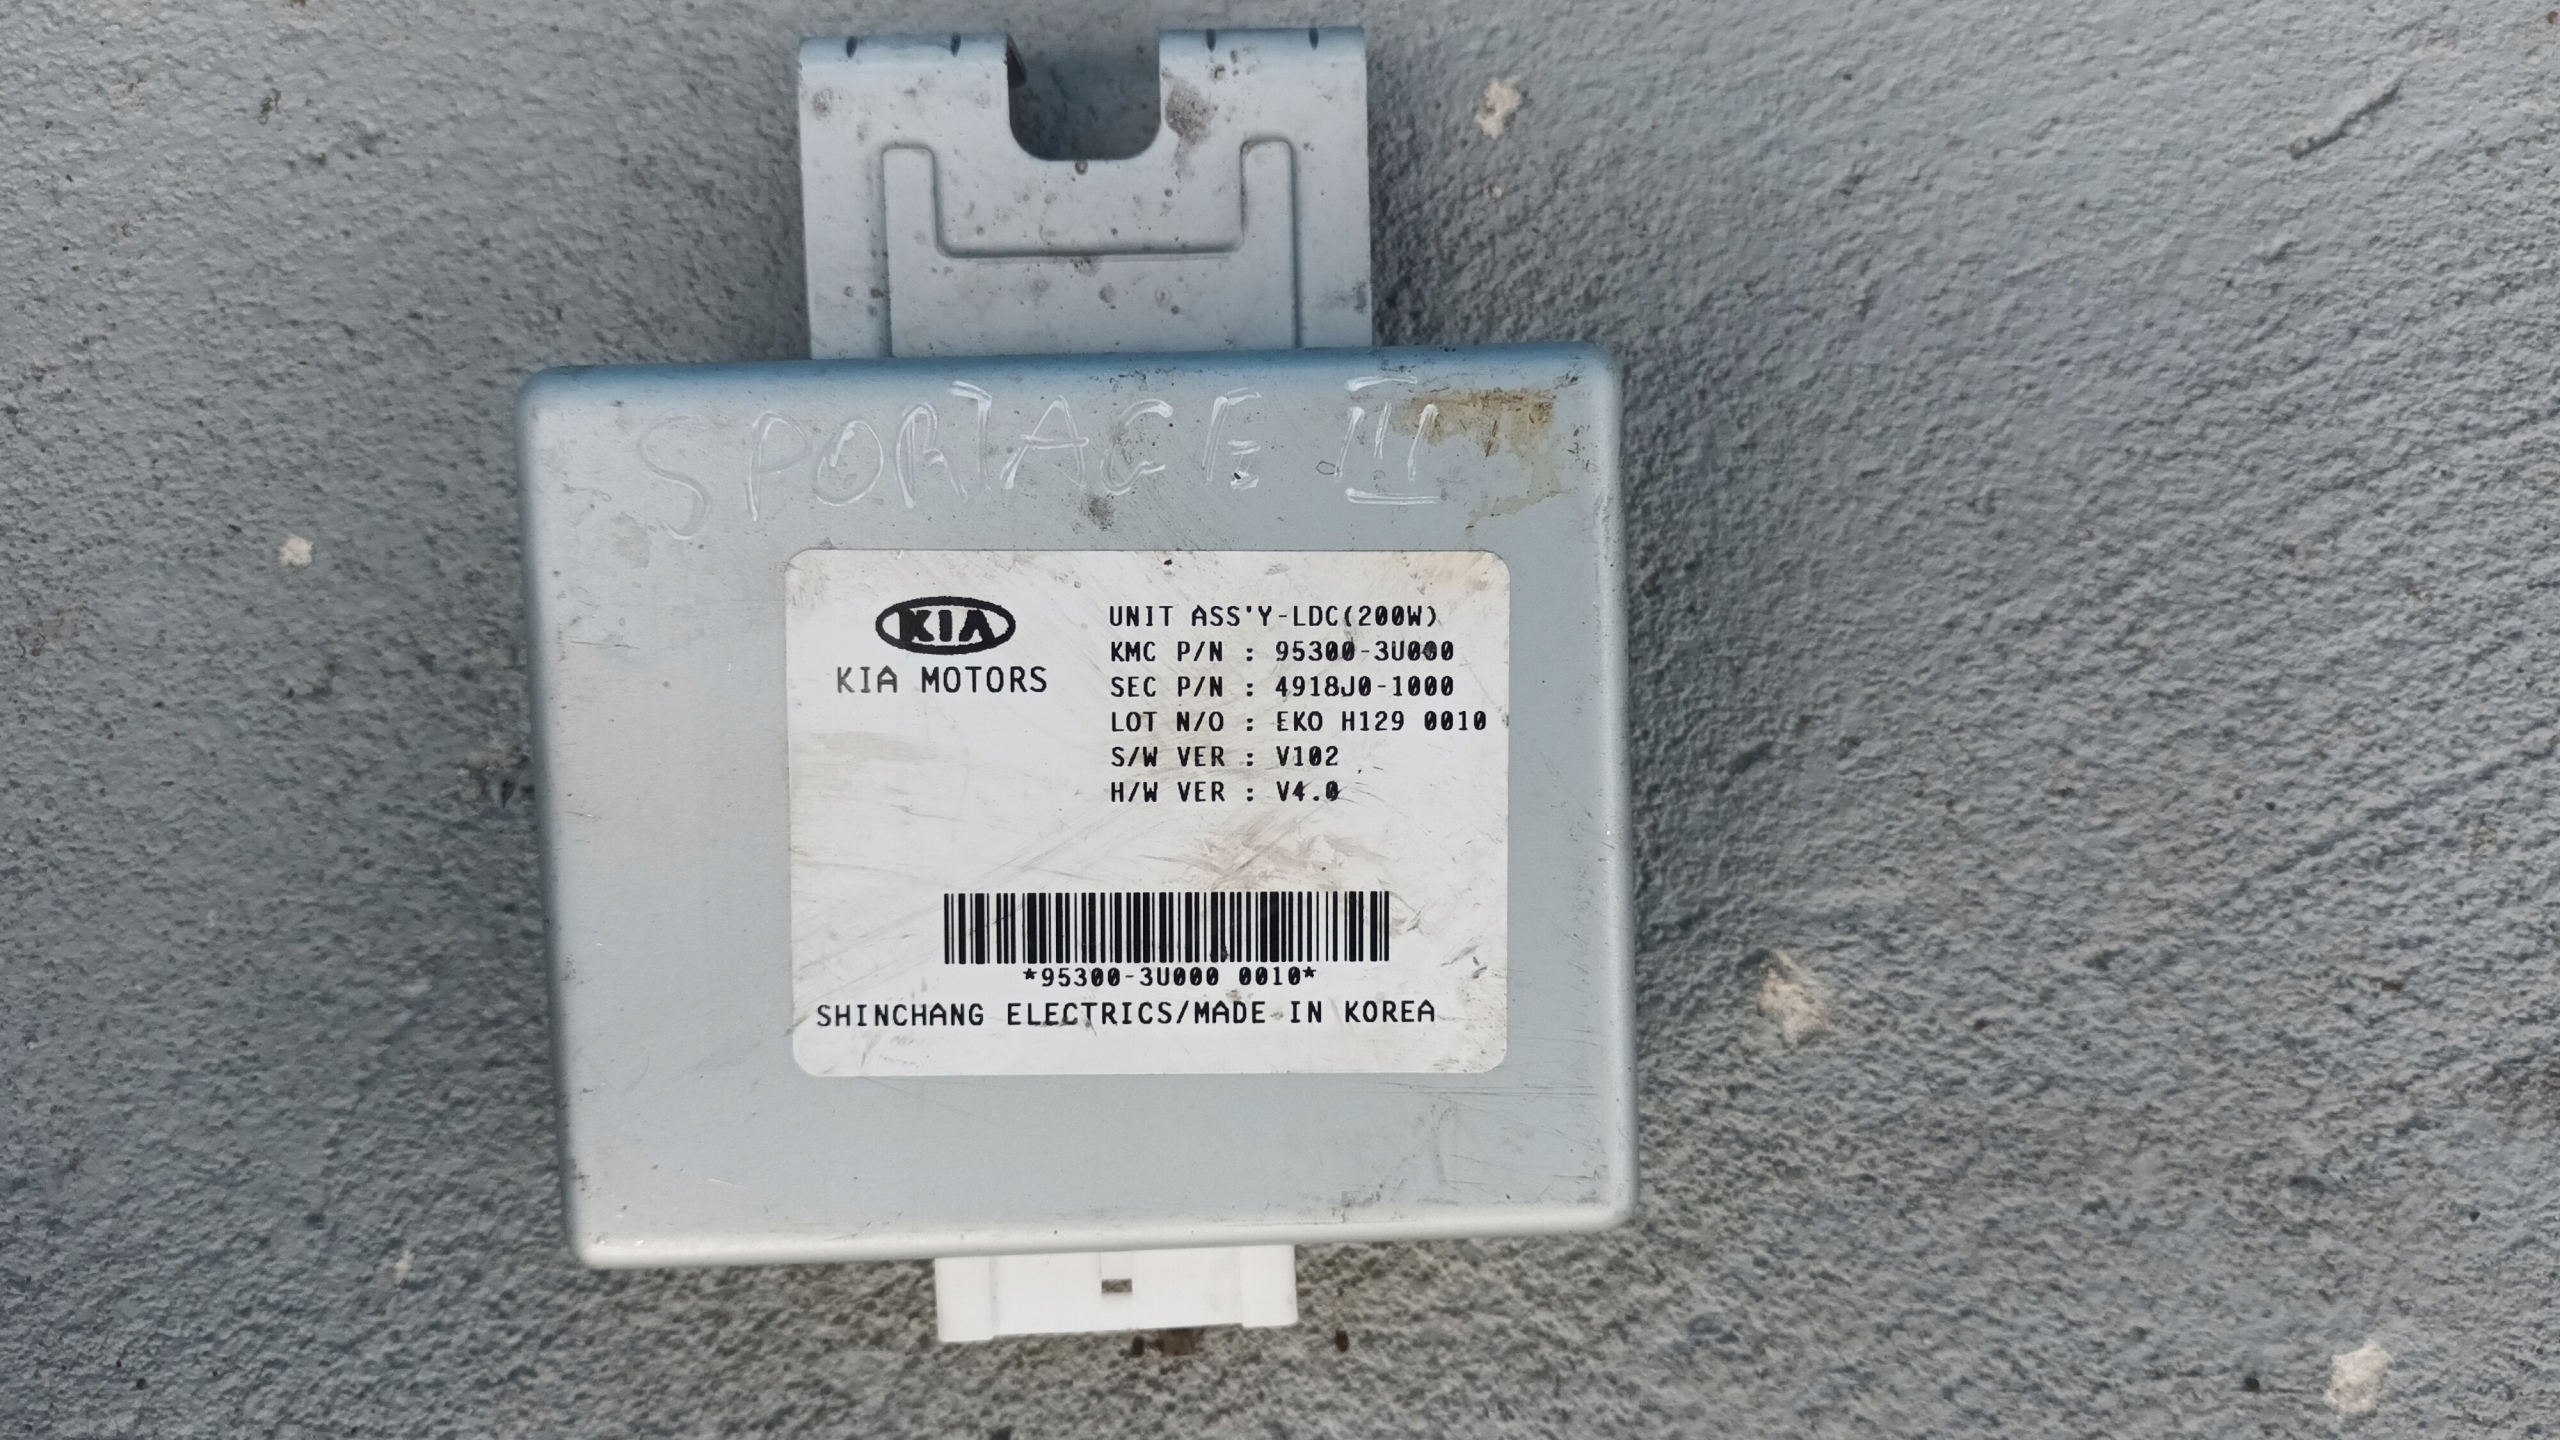 SPORTAGE III
KIA
KIA MOTORS
UNIT ASS'Y-LDC(200W)
KMC P/N : 95300-3U000
SEC P/N : 4918J0-1000
LOT N/O : EKO H129 0010
S/W VER : V102
H/W VER : V4.0
*95300-3U000 0010*
SHINCHANG ELECTRICS/MADE IN KOREA